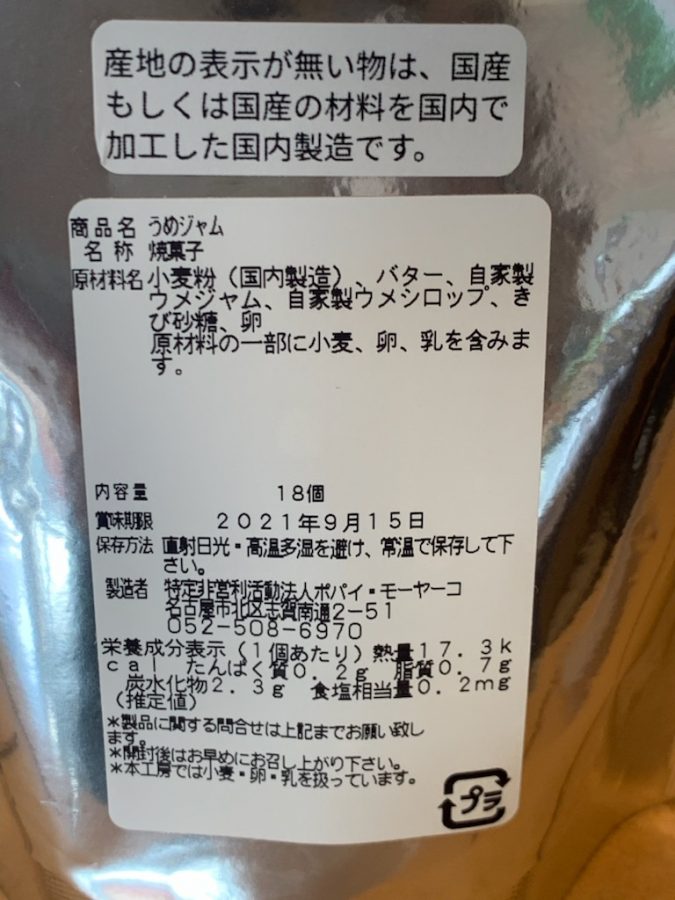 産地の表示が無い物は、国産
もしくは国産の材料を国内で
加工した国内製造です。
商品名 うめジャム
名称 焼菓子
原材料名 小麦粉（国内製造）、バター、自家製
ウメジャム、自家製ウメシロップ、き
び砂糖、卵
原材料の一部に小麦、卵、乳を含みま
す。
内容量 18個
賞味期限 2021年9月15日
保存方法 直射日光・高温多湿を避け、常温で保存して下
さい。
製造者 特定非営利活動法人ポパイ・モーヤーコ
名古屋市北区志賀南通2-51
052-508-6970
栄養成分表示（1個あたり）熱量17.3k
cal たんぱく質0.2g 脂質0.7g
炭水化物2.3g 食塩相当量0.2mg
（推定値）
*製品に関する問合せは上記までお願い致し
ます。
*開封後はお早めにお召し上がり下さい。
*本工房では小麦・卵・乳を扱っています。
プラ